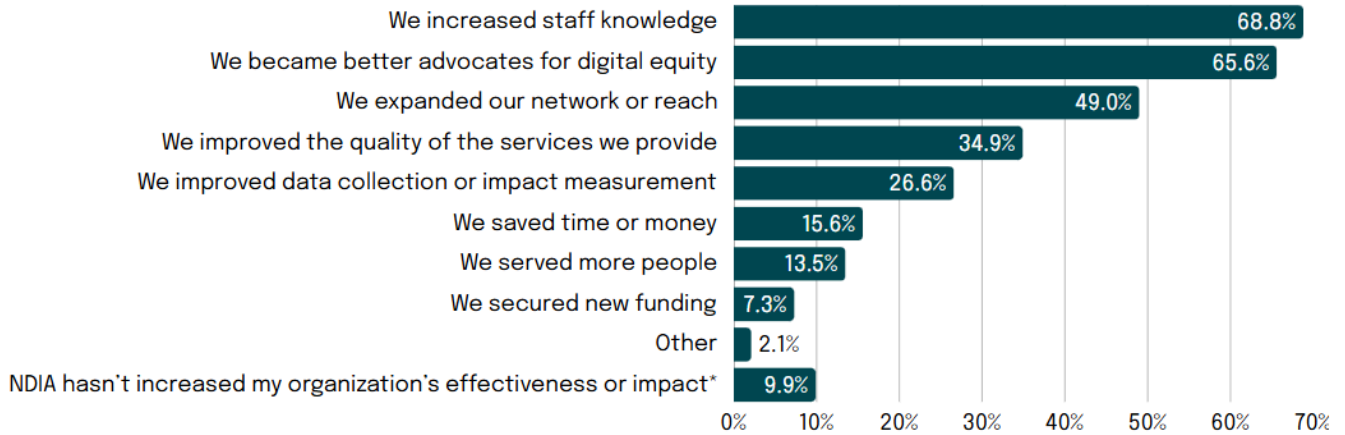 We increased staff knowledge 68.8%
We became better advocates for digital equity 65.6%
We expanded our network or reach 49.0%
We improved the quality of the services we provide 34.9%
We improved data collection or impact measurement 26.6%
We saved time or money 15.6%
We served more people 13.5%
We secured new funding 7.3%
Other 2.1%
NDIA hasn't increased my organization's effectiveness or impact* 9.9%
0% 10% 20% 30% 40% 50% 60% 70%